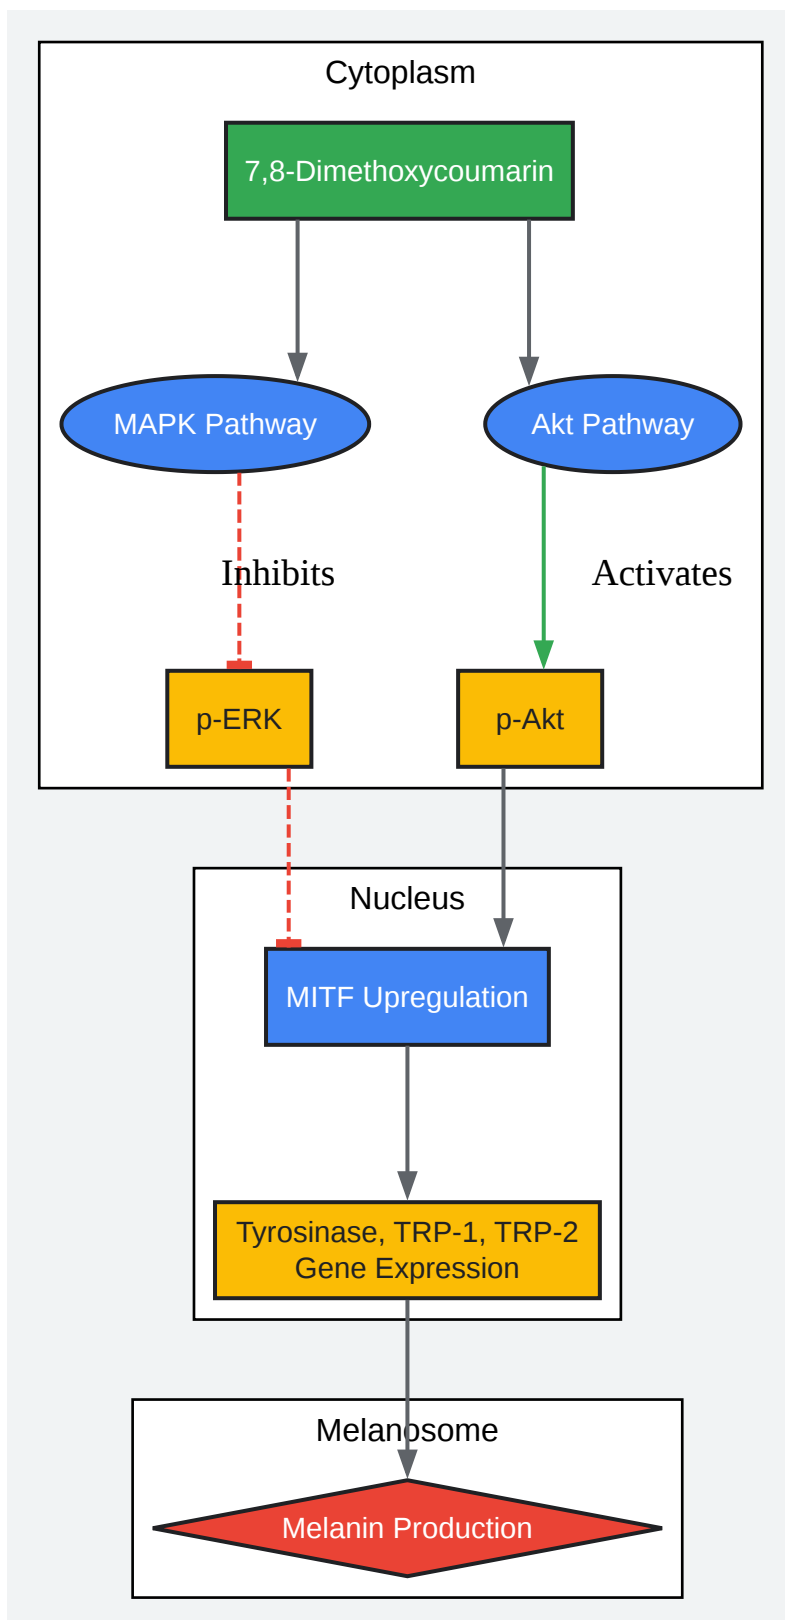 Cytoplasm
7,8-Dimethoxycoumarin
MAPK Pathway
Akt Pathway
Inhibits
Activates
p-ERK
p-Akt
Nucleus
MITF Upregulation
Tyrosinase, TRP-1, TRP-2
Gene Expression
Melanosome
Melanin Production